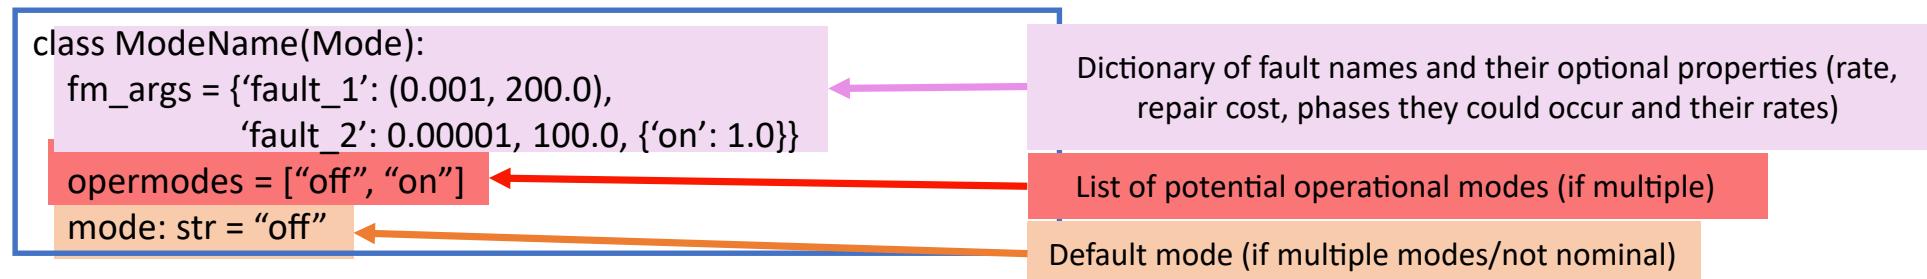 class ModeName(Mode):
fm_args = {‘fault_1’: (0.001, 200.0),
‘fault_2’: 0.00001, 100.0, {‘on’: 1.0}}
opermodes = [“off”, “on”]
mode: str = “off”
Dictionary of fault names and their optional properties (rate,
repair cost, phases they could occur and their rates)
List of potential operational modes (if multiple)
Default mode (if multiple modes/not nominal)